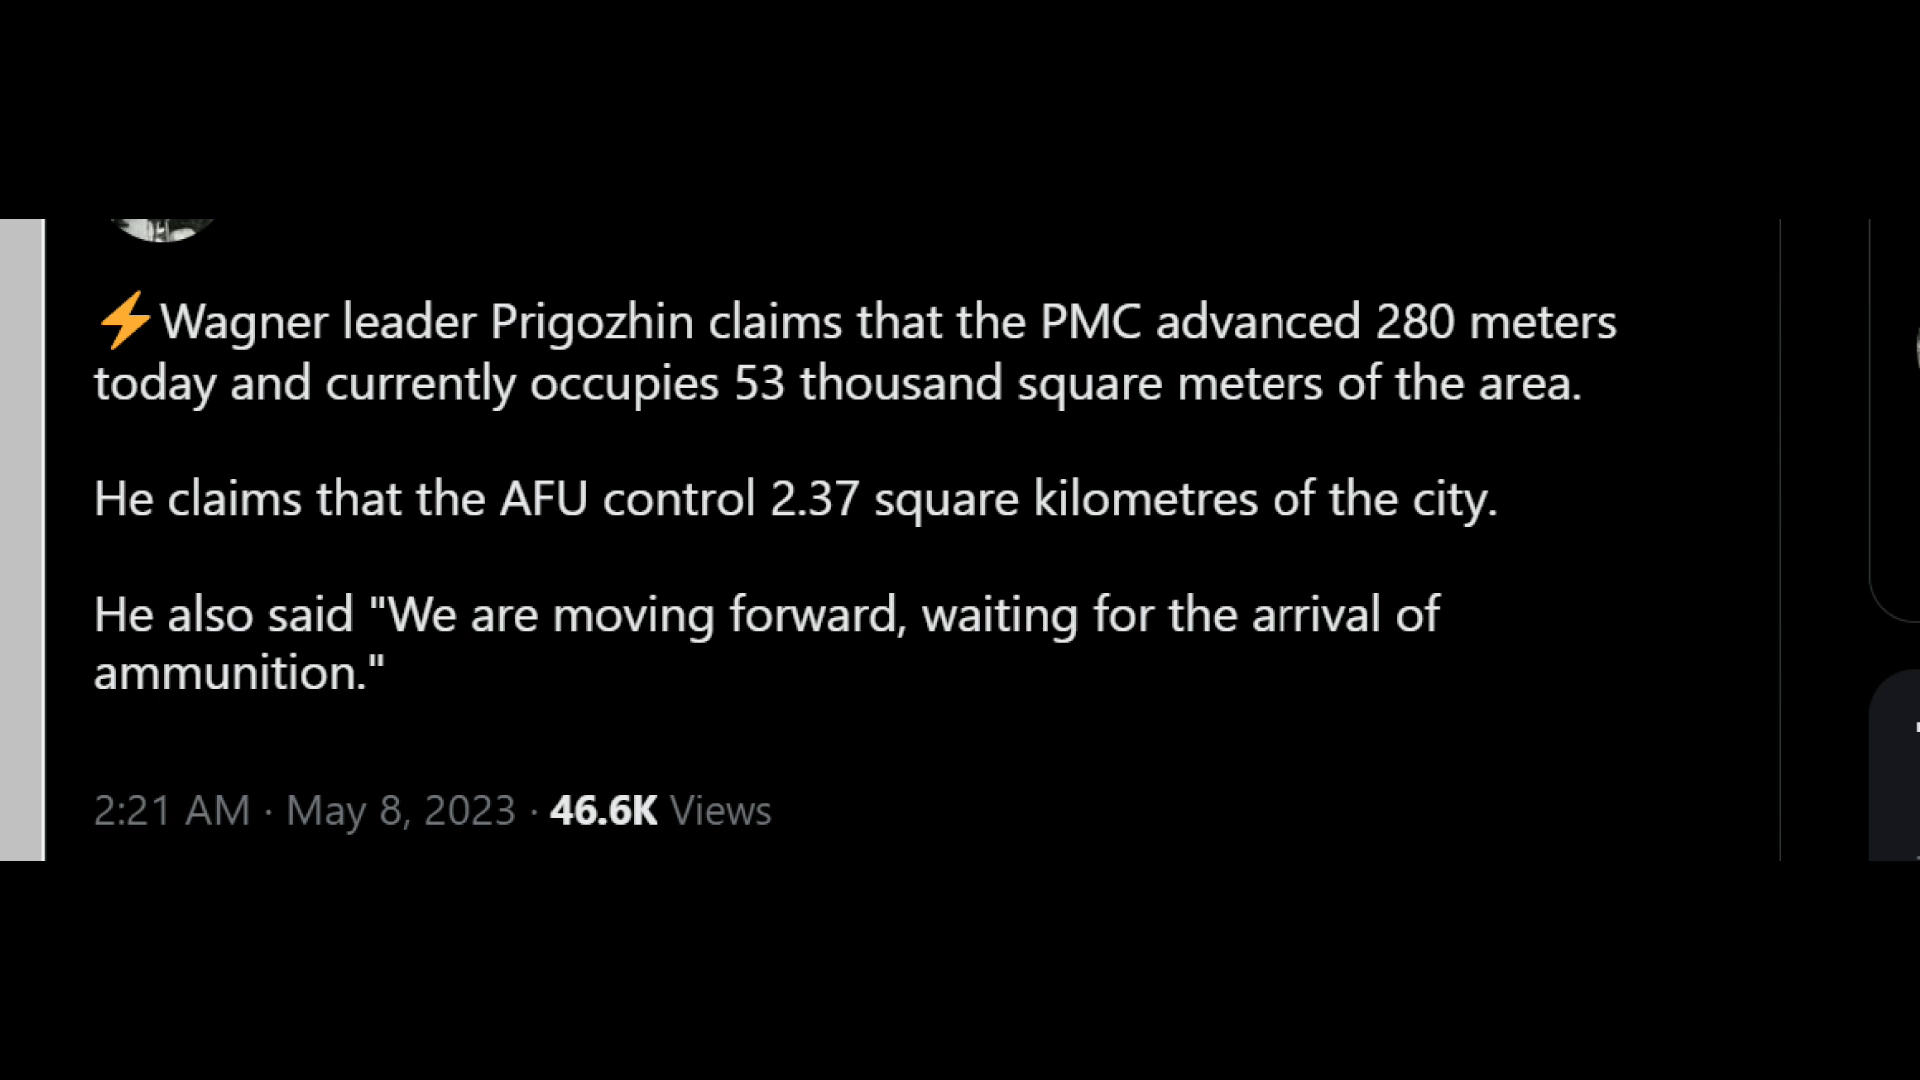 ⚡Wagner leader Prigozhin claims that the PMC advanced 280 meters
today and currently occupies 53 thousand square meters of the area.
He claims that the AFU control 2.37 square kilometres of the city.
He also said "We are moving forward, waiting for the arrival of
ammunition."
2:21 AM · May 8, 2023 · 46.6K Views